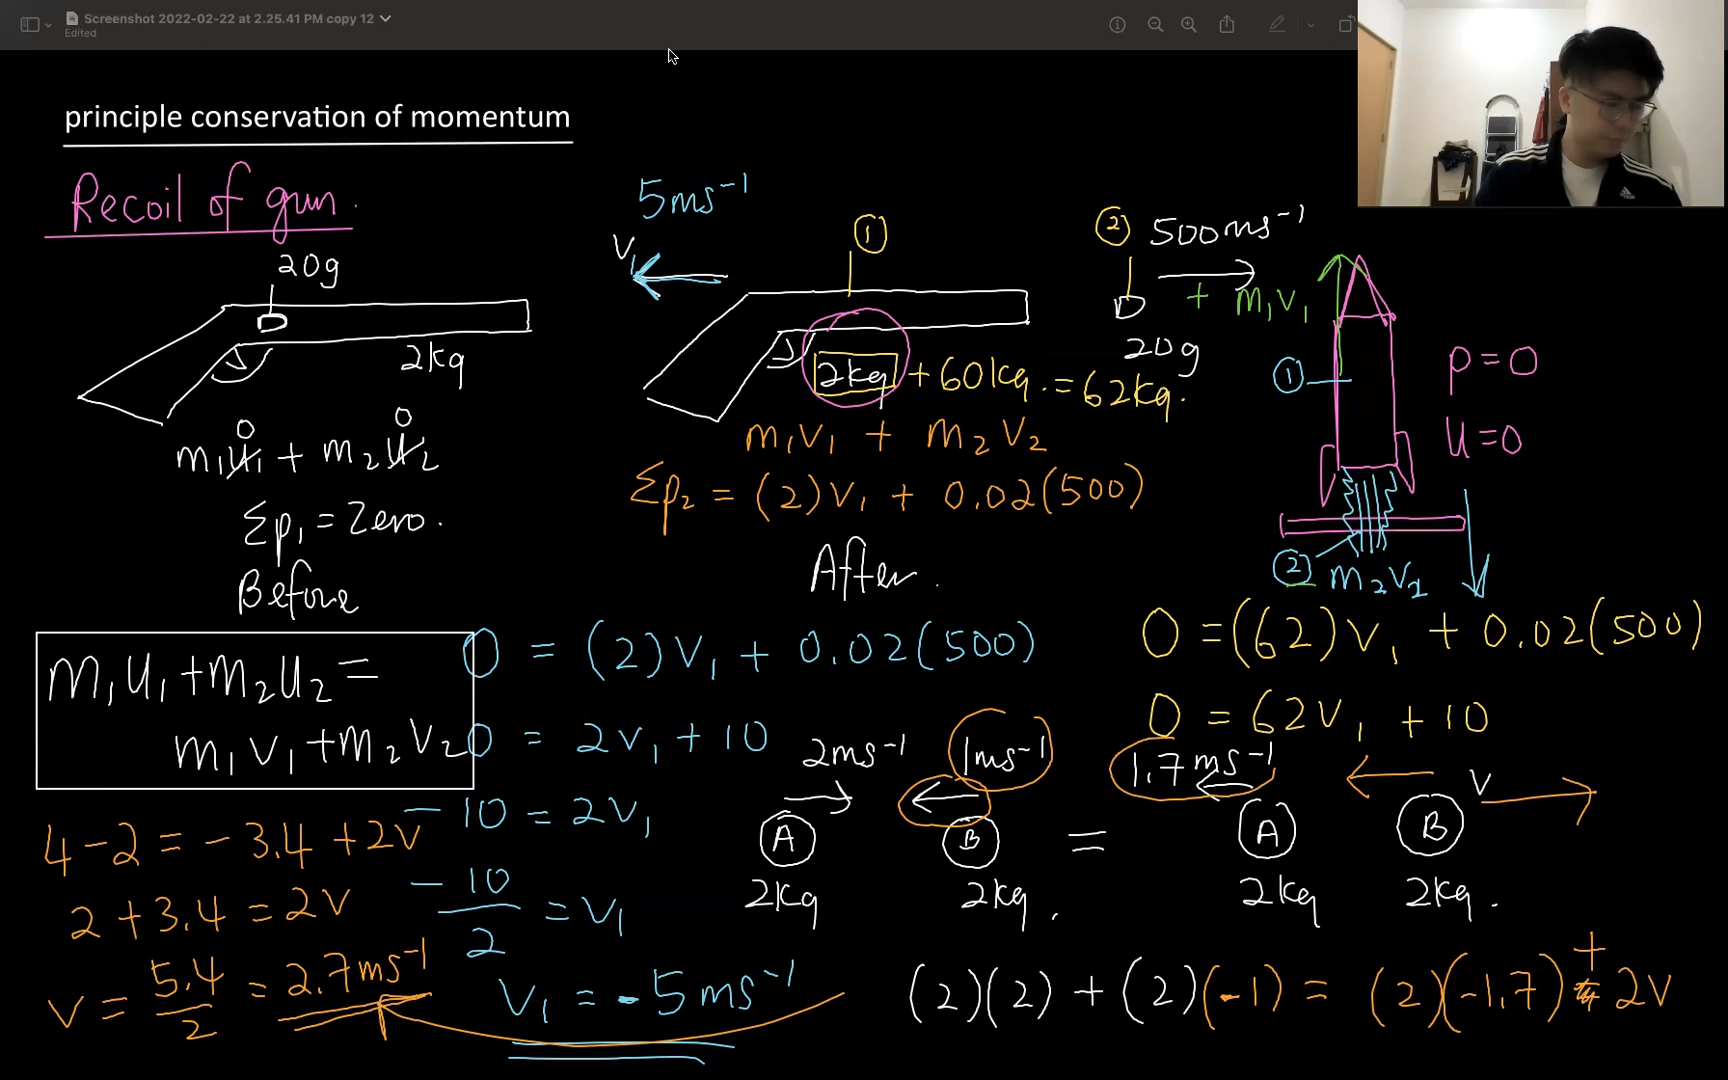 Screenshot 2022-02-22 at 2.25.41 PM copy 12
Edited
principle conservation of momentum
Recoil of gun.
20g
2kg
m₁u₁ + m₂u₂
0 0
Σp₁ = Zero.
Before
5ms⁻¹
V₁
①
② 500ms⁻¹
20g
2kg + 60kg. = 62kg.
m₁v₁ + m₂v₂
Σp₂ = (2)v₁ + 0.02(500)
After.
+ m₁v₁
①
p = 0
u = 0
② m₂v₂
m₁u₁ + m₂u₂ =
m₁v₁ + m₂v₂
0 = (2)v₁ + 0.02(500)
0 = 2v₁ + 10
-10 = 2v₁
-10/2 = v₁
v₁ = -5ms⁻¹
0 = (62)v₁ + 0.02(500)
0 = 62v₁ + 10
2ms⁻¹ 1ms⁻¹ 1.7ms⁻¹ v
A B = A B
2kg 2kg. 2kg 2kg.
(2)(2) + (2)(-1) = (2)(-1.7) + 2v
4 - 2 = -3.4 + 2v
2 + 3.4 = 2v
v = 5.4/2 = 2.7ms⁻¹